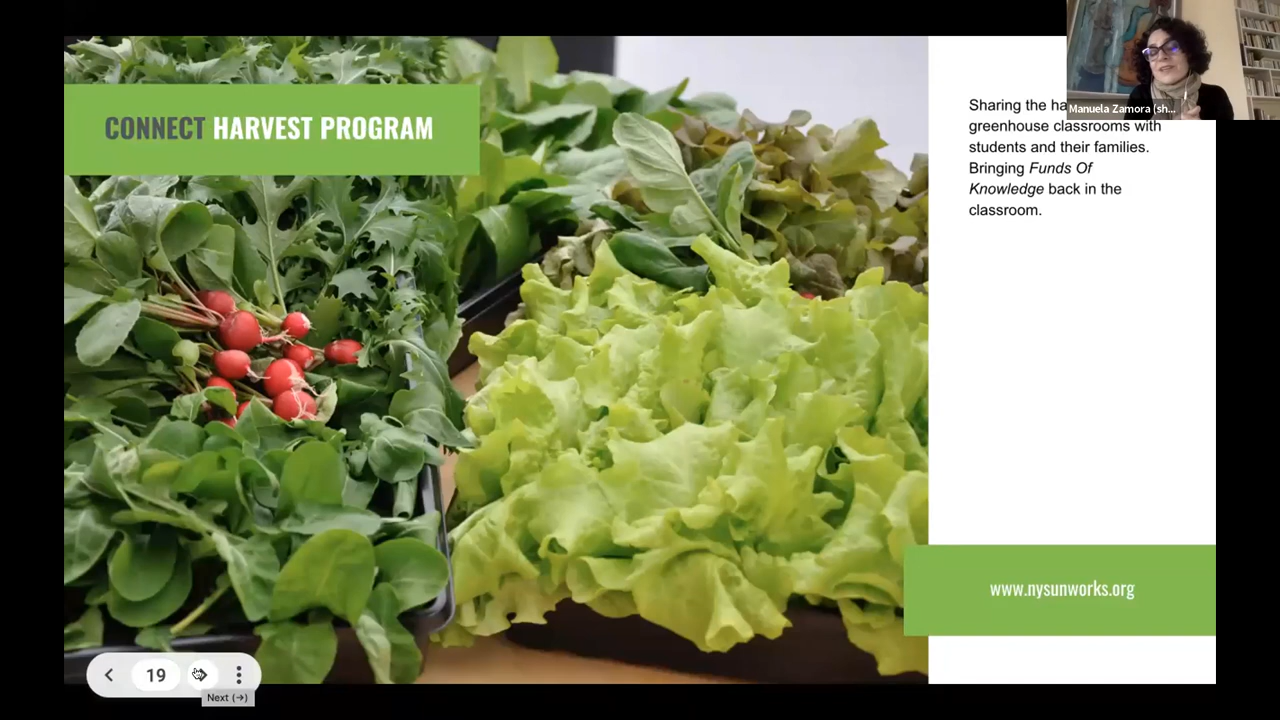 CONNECT HARVEST PROGRAM
Manuela Zamora (sh...
Sharing the
greenhouse classrooms with
students and their families.
Bringing Funds Of
Knowledge back in the
classroom.
www.nysunworks.org
19
Next (→)